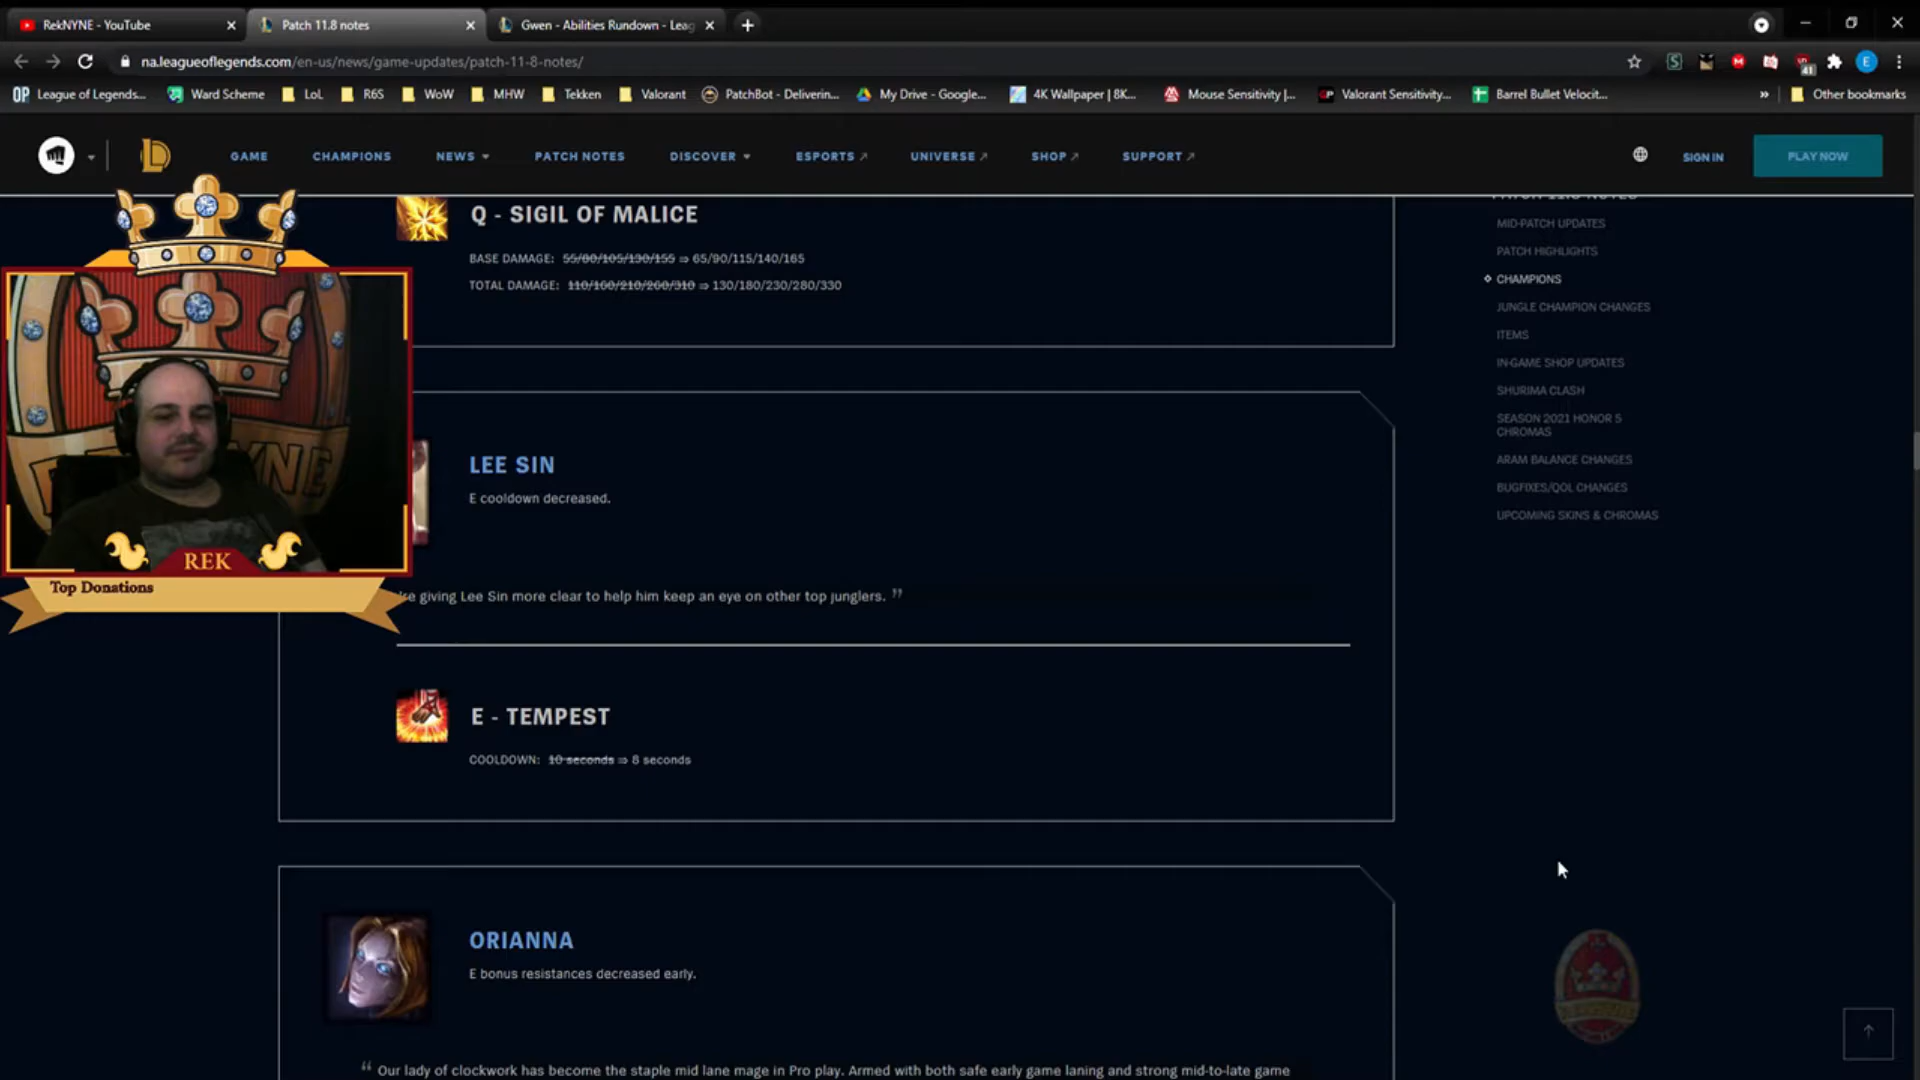 RekNYNE - YouTube
Patch 11.8 notes
Gwen - Abilities Rundown - Leag
na.leagueoflegends.com/en-us/news/game-updates/patch-11-8-notes/
41
E
League of Legends...
Ward Scheme
LoL
R6S
WoW
MHW
Tekken
Valorant
PatchBot - Deliverin...
My Drive - Google...
4K Wallpaper | 8K...
Mouse Sensitivity |...
Valorant Sensitivity...
Barrel Bullet Velocit...
»
Other bookmarks
GAME
CHAMPIONS
NEWS
PATCH NOTES
DISCOVER
ESPORTS
UNIVERSE
SHOP
SUPPORT
SIGN IN
PLAY NOW
Q - SIGIL OF MALICE
BASE DAMAGE: 55/80/105/130/155 ⇒ 65/90/115/140/165
TOTAL DAMAGE: 110/160/210/260/310 ⇒ 130/180/230/280/330
LEE SIN
E cooldown decreased.
're giving Lee Sin more clear to help him keep an eye on other top junglers. ”
E - TEMPEST
COOLDOWN: 10 seconds ⇒ 8 seconds
ORIANNA
E bonus resistances decreased early.
“ Our lady of clockwork has become the staple mid lane mage in Pro play. Armed with both safe early game laning and strong mid-to-late game
PATCH 11.8 NOTES
MID-PATCH UPDATES
PATCH HIGHLIGHTS
CHAMPIONS
JUNGLE CHAMPION CHANGES
ITEMS
IN-GAME SHOP UPDATES
SHURIMA CLASH
SEASON 2021 HONOR 5
CHROMAS
ARAM BALANCE CHANGES
BUGFIXES/QOL CHANGES
UPCOMING SKINS & CHROMAS
REK
Top Donations